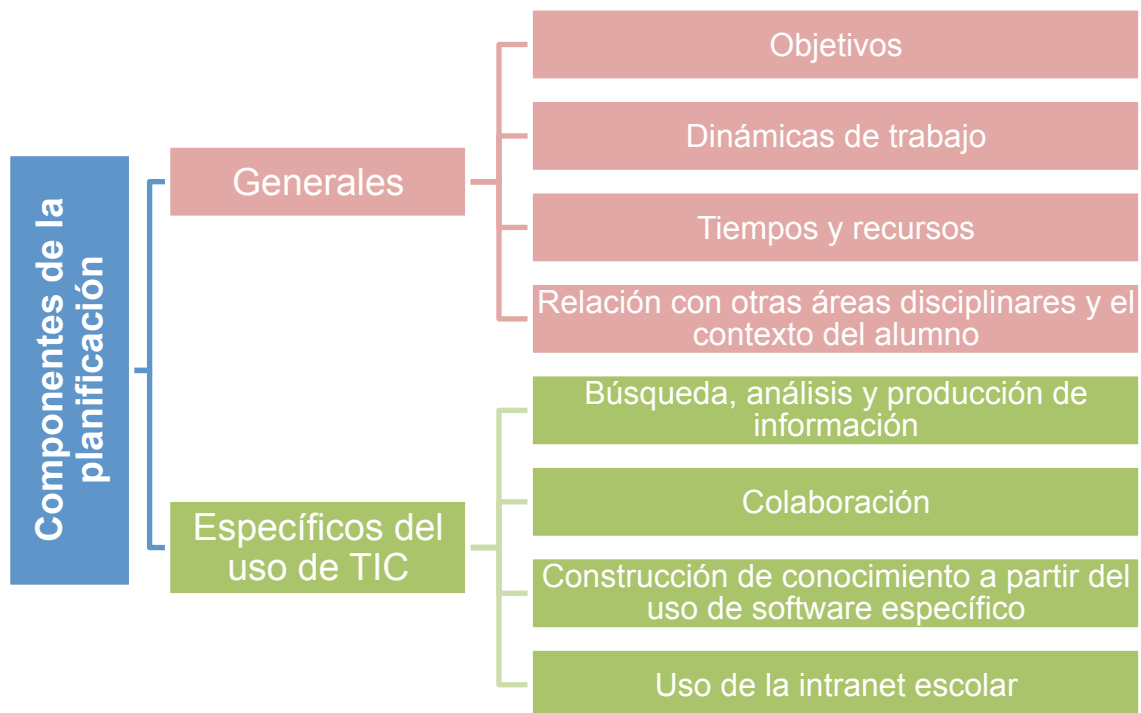 Componentes de la
planificación
Generales
Objetivos
Dinámicas de trabajo
Tiempos y recursos
Relación con otras áreas disciplinares y el
contexto del alumno
Específicos del
uso de TIC
Búsqueda, análisis y producción de
información
Colaboración
Construcción de conocimiento a partir del
uso de software específico
Uso de la intranet escolar